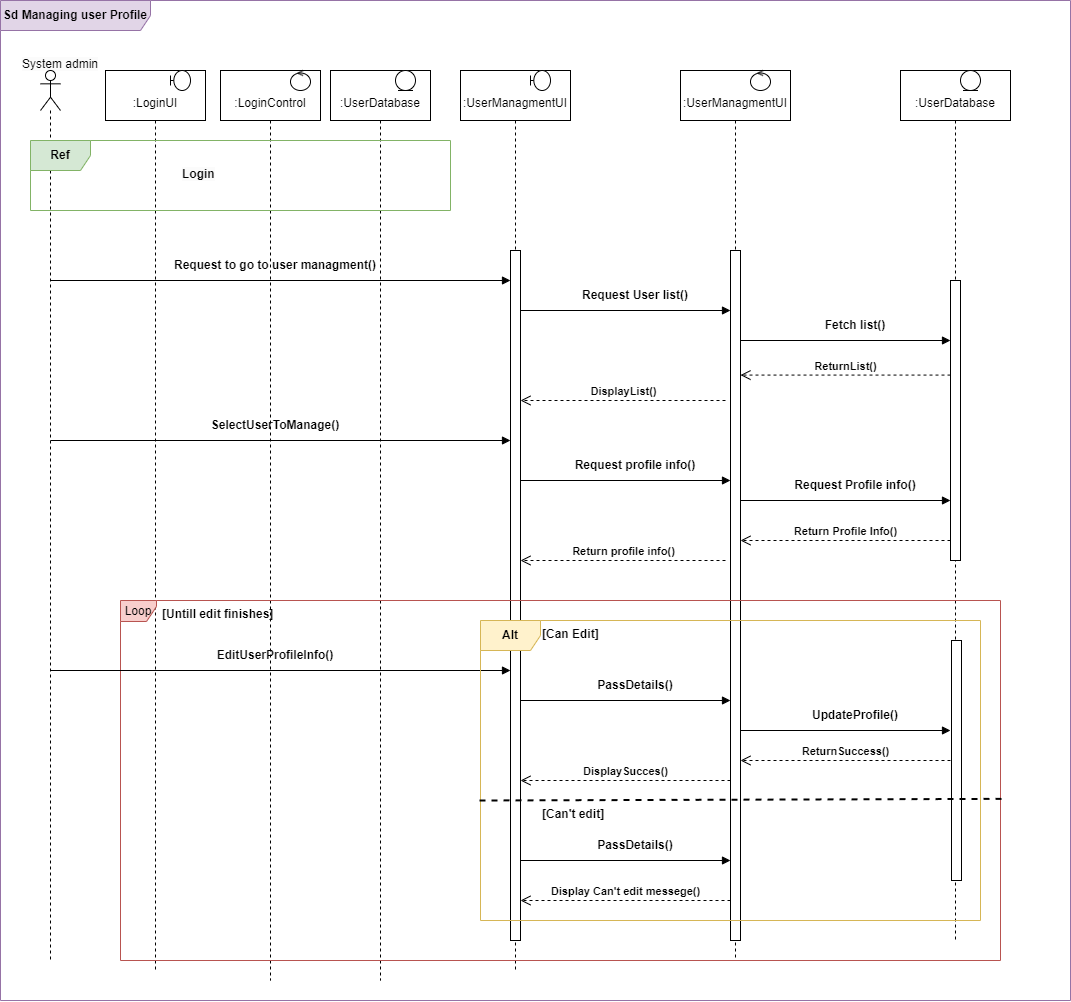 Sd Managing user Profile
System admin
:LoginUI
:LoginControl
:UserDatabase
:UserManagmentUI
:UserManagmentUI
:UserDatabase
Ref
Login
Request to go to user managment()
Request User list()
Fetch list()
ReturnList()
DisplayList()
SelectUserToManage()
Request profile info()
Request Profile info()
Return Profile Info()
Return profile info()
Loop
[Untill edit finishes]
Alt
[Can Edit]
EditUserProfileInfo()
PassDetails()
UpdateProfile()
ReturnSuccess()
DisplaySucces()
[Can't edit]
PassDetails()
Display Can't edit messege()